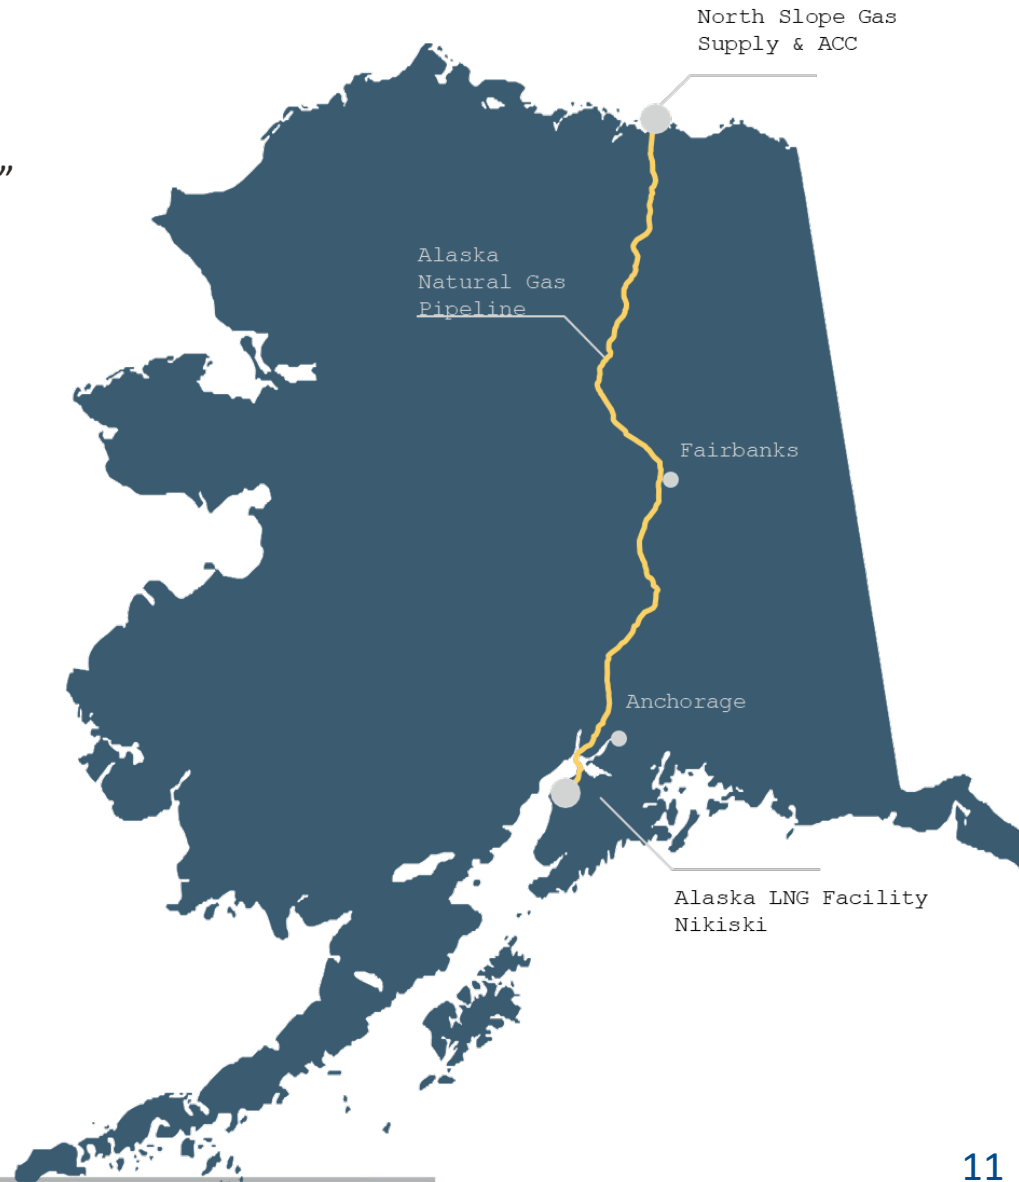 North Slope Gas
Supply & ACC
”
Alaska
Natural Gas
Pipeline
Fairbanks
Anchorage
Alaska LNG Facility
Nikiski
11